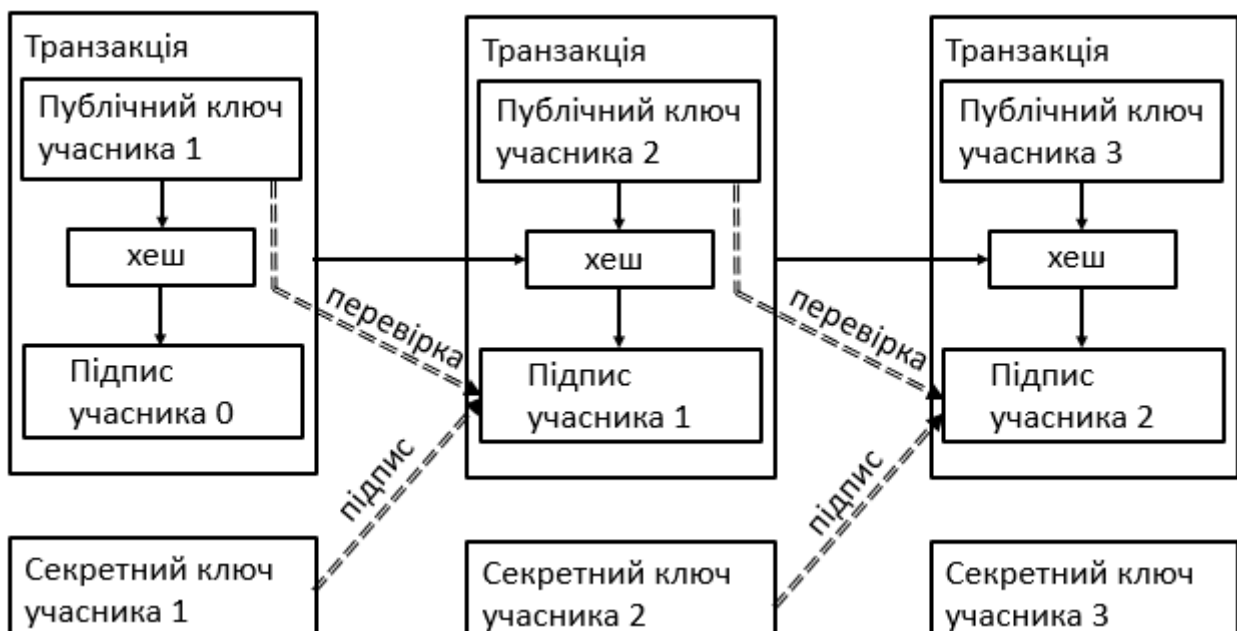 Транзакція
Публічний ключ
учасника 1
хеш
Підпис
учасника 0
Секретний ключ
учасника 1
перевірка
підпис
Транзакція
Публічний ключ
учасника 2
хеш
Підпис
учасника 1
Секретний ключ
учасника 2
перевірка
підпис
Транзакція
Публічний ключ
учасника 3
хеш
Підпис
учасника 2
Секретний ключ
учасника 3